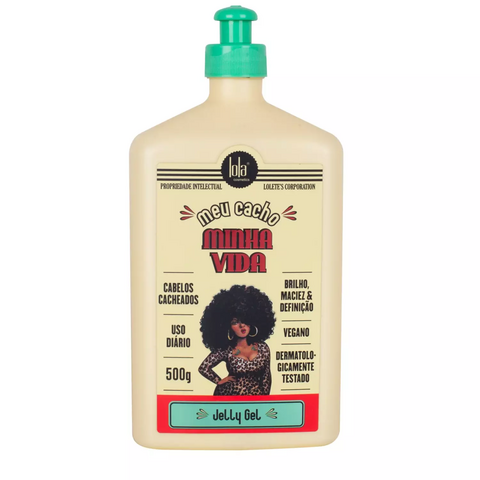 lola
cosmetics
PROPRIEDADE INTELECTUAL
LOLETE'S CORPORATION
meu cacho
MINHA
VIDA
CABELOS
CACHEADOS
USO
DIÁRIO
500g
BRILHO,
MACIEZ &
DEFINIÇÃO
VEGANO
DERMATOLO-
GICAMENTE
TESTADO
Jelly Gel